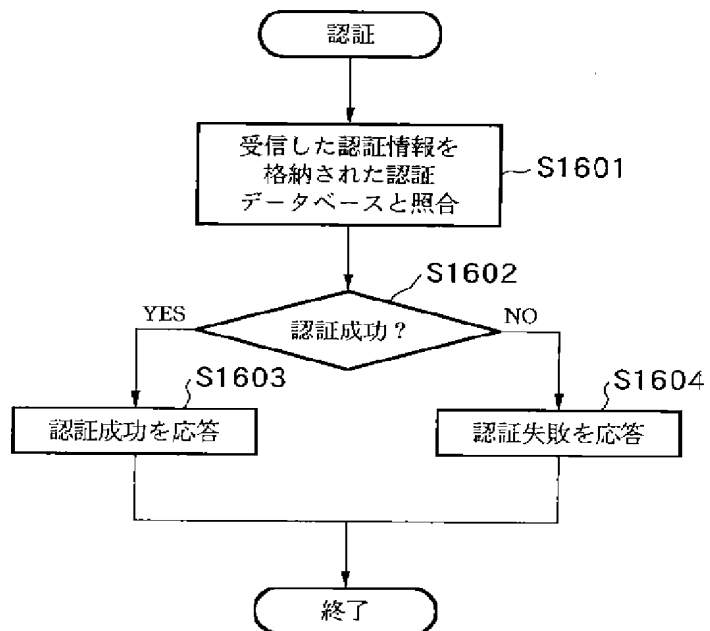 認証
受信した認証情報を
格納された認証
データベースと照合
S1601
S1602
認証成功？
YES
NO
S1603
S1604
認証成功を応答
認証失敗を応答
終了